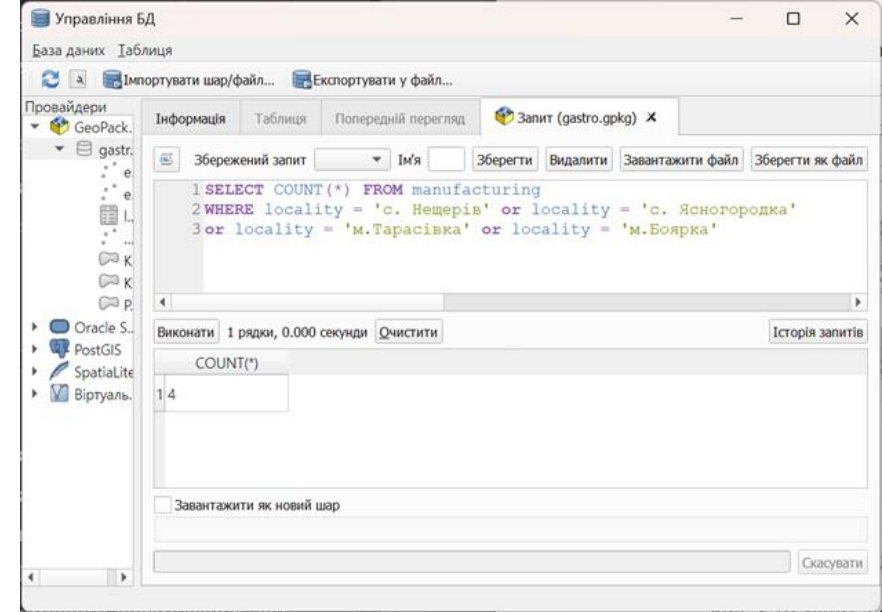 Управління БД
База даних Таблиця
Імпортувати шар/файл... Експортувати у файл...
Провайдери
GeoPack.
gastr.
e
e
I..
...
К
К
Р.
Oracle S..
PostGIS
SpatiaLite
Віртуаль.
Інформація Таблиця Попередній перегляд Запит (gastro.gpkg) X
Збережений запит Ім'я Зберегти Видалити Завантажити файл Зберегти як файл
1 SELECT COUNT(*) FROM manufacturing
2 WHERE locality = 'с. Нещерів' or locality = 'с. Ясногородка'
3 or locality = 'м.Тарасівка' or locality = 'м.Боярка'
Виконати 1 рядки, 0.000 секунди Очистити Історія запитів
COUNT(*)
1 4
Завантажити як новий шар
Скасувати